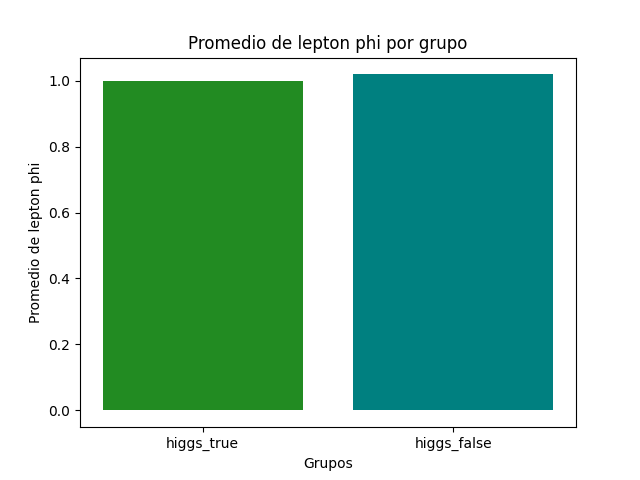 Promedio de lepton phi por grupo
Promedio de lepton phi
1.0
0.8
0.6
0.4
0.2
0.0
higgs_true
higgs_false
Grupos